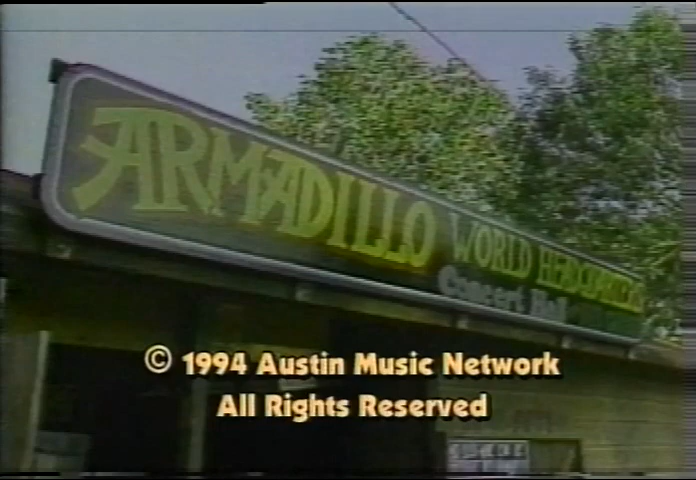 ARMADILLO WORLD HEADQUARTERS
Concert Hall
© 1994 Austin Music Network
All Rights Reserved